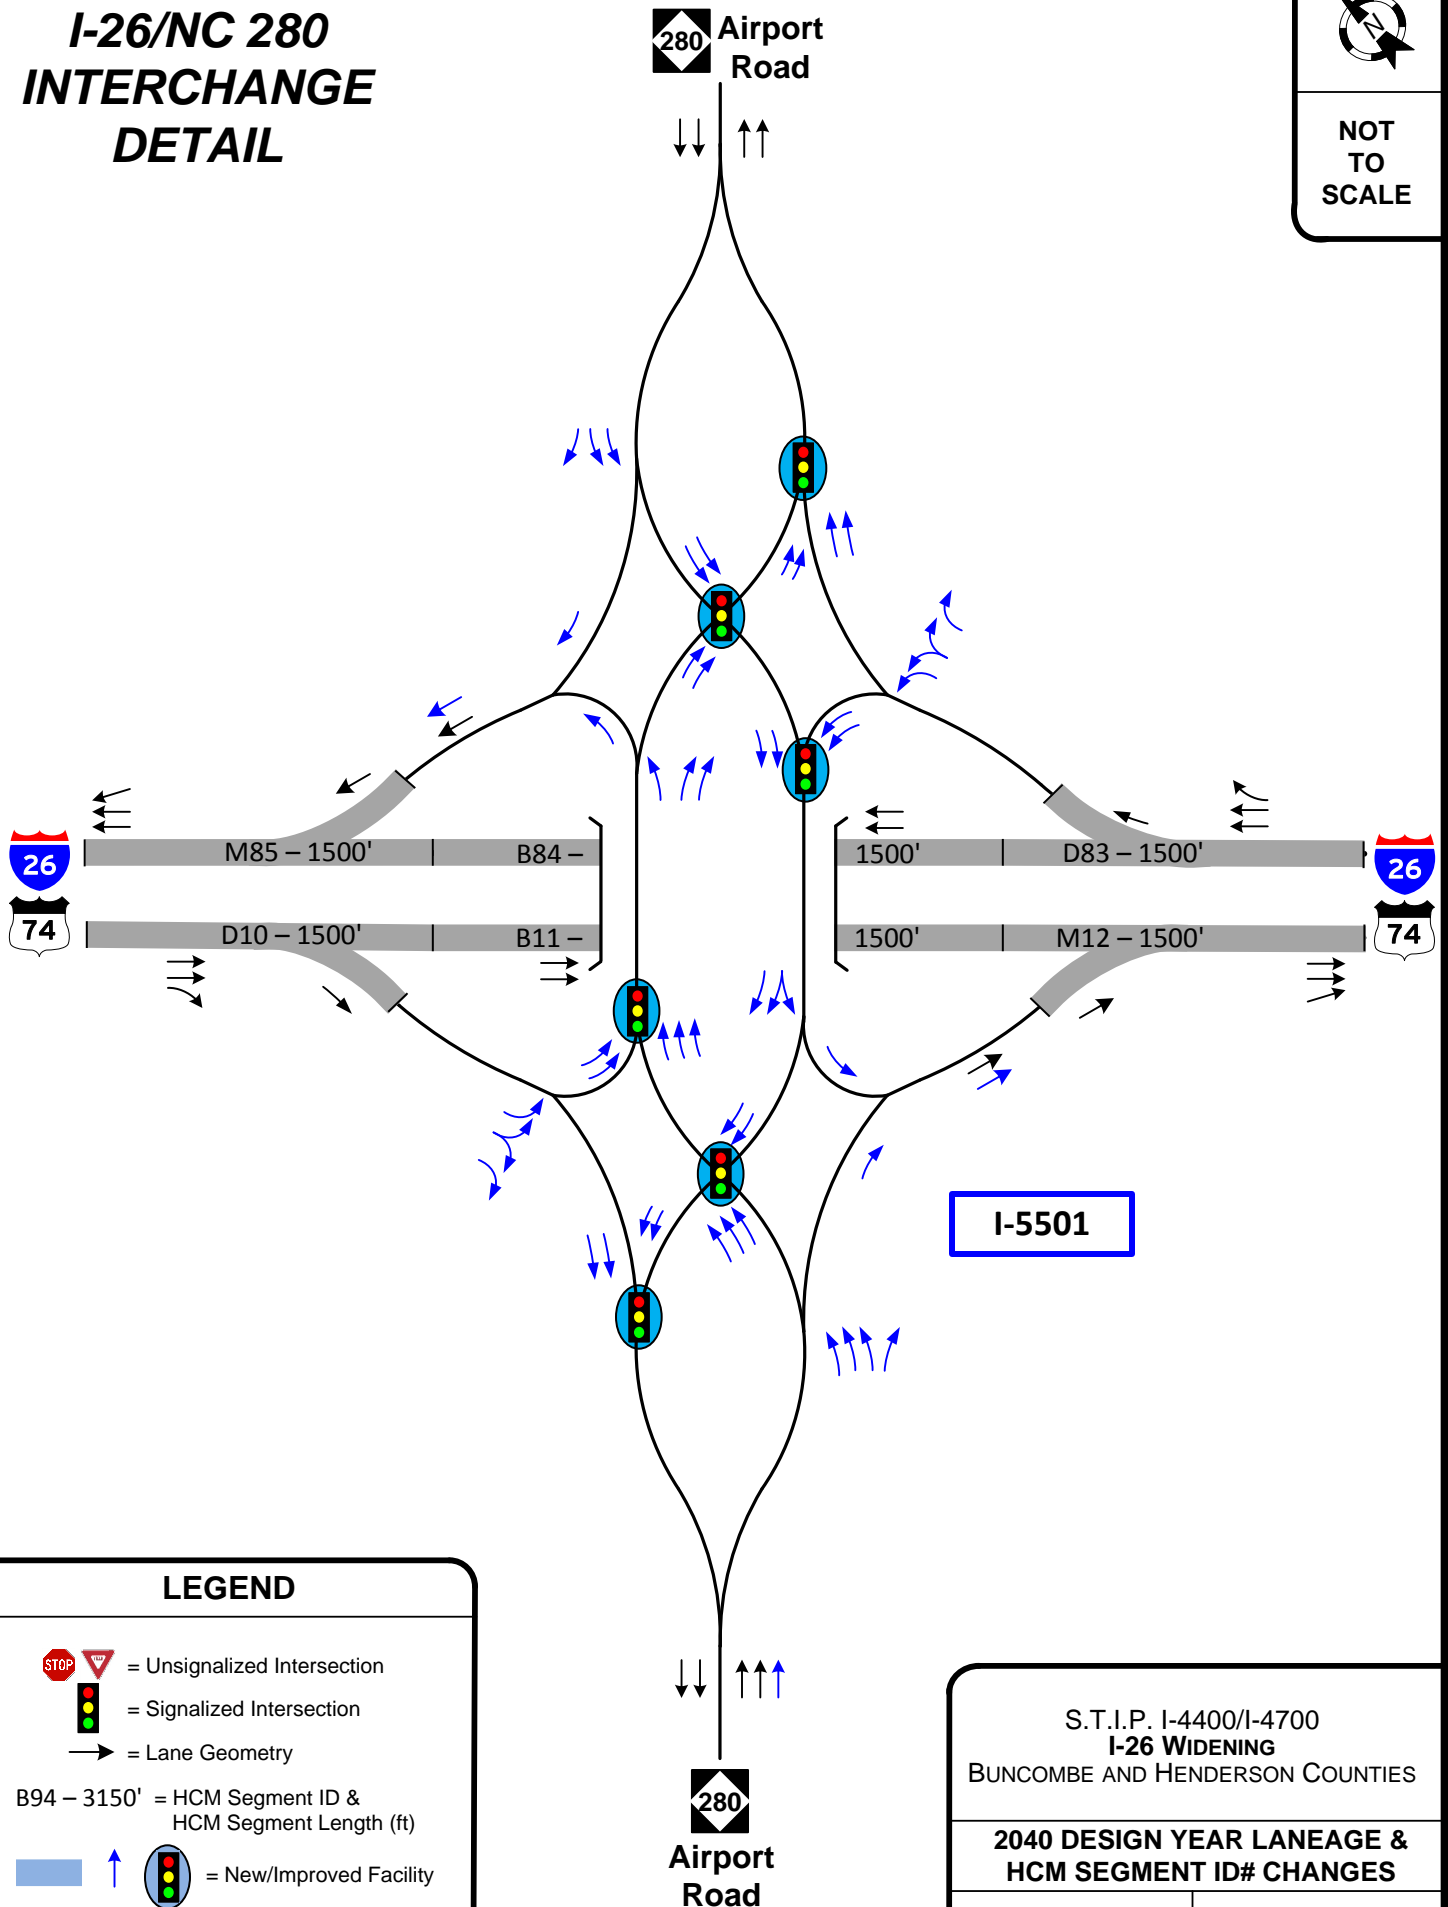 I-26/NC 280
INTERCHANGE
DETAIL
280 Airport
Road
N
NOT
TO
SCALE
26
M85 – 1500' B84 –
1500' D83 – 1500'
26
74
D10 – 1500' B11 –
1500' M12 – 1500'
74
I-5501
LEGEND
STOP = Unsignalized Intersection
= Signalized Intersection
= Lane Geometry
B94 – 3150' = HCM Segment ID &
HCM Segment Length (ft)
= New/Improved Facility
280
Airport
Road
S.T.I.P. I-4400/I-4700
I-26 WIDENING
BUNCOMBE AND HENDERSON COUNTIES
2040 DESIGN YEAR LANEAGE &
HCM SEGMENT ID# CHANGES